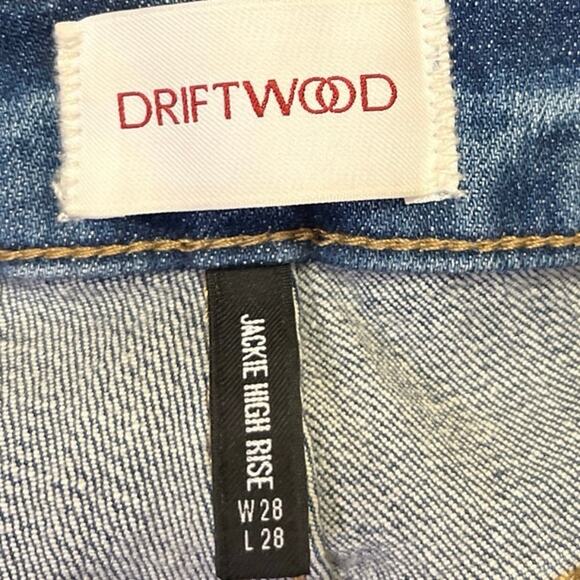 DRIFTWOOD
JACKIE HIGH RISE
W 28
L 28